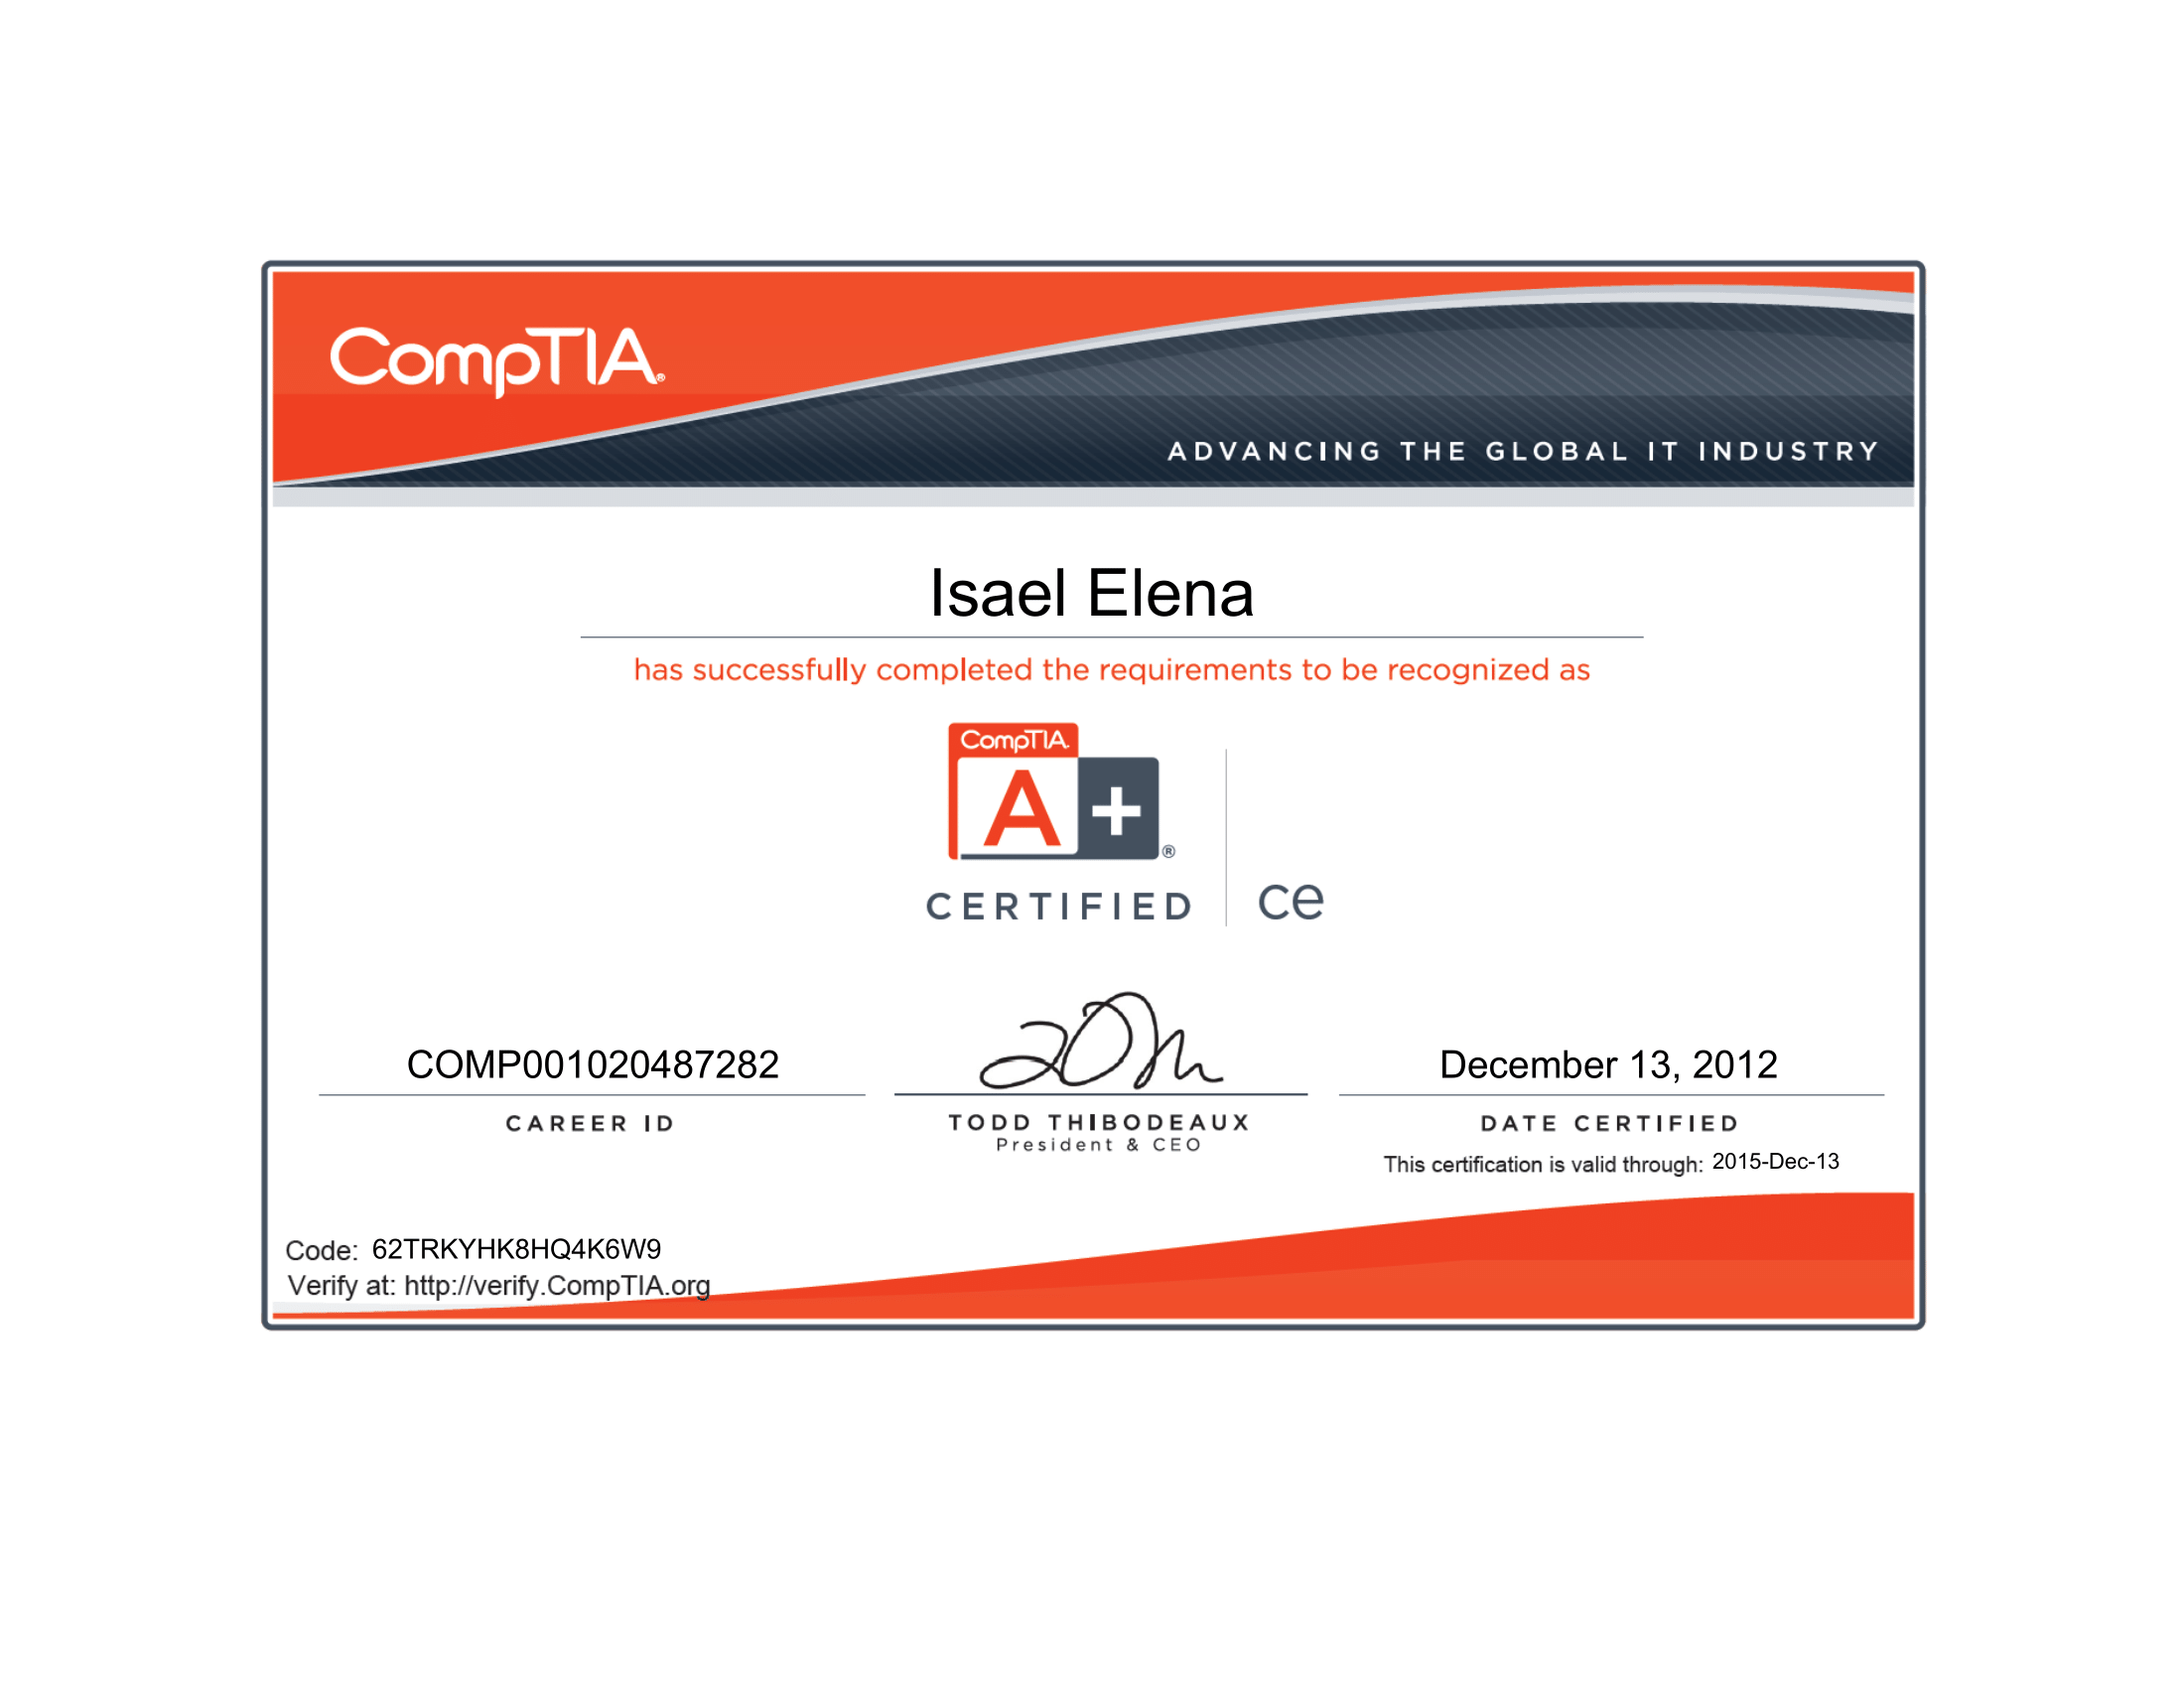 CompTIA®
ADVANCING THE GLOBAL IT INDUSTRY
Isael Elena
has successfully completed the requirements to be recognized as
CompTIA
A+®
CERTIFIED ce
COMP001020487282
December 13, 2012
CAREER ID
TODD THIBODEAUX
President & CEO
DATE CERTIFIED
This certification is valid through: 2015-Dec-13
Code: 62TRKYHK8HQ4K6W9
Verify at: http://verify.CompTIA.org